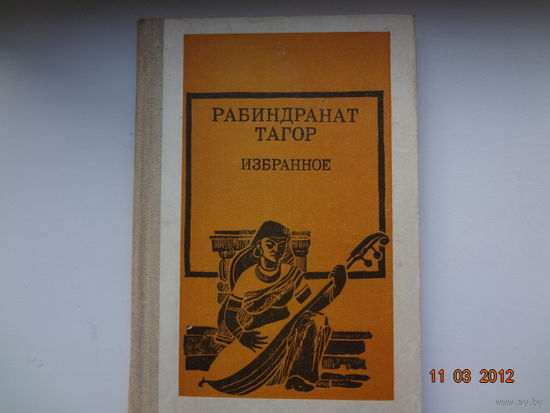 РАБИНДРАНАТ
ТАГОР
ИЗБРАННОЕ
11 03 2012
www.ay.by